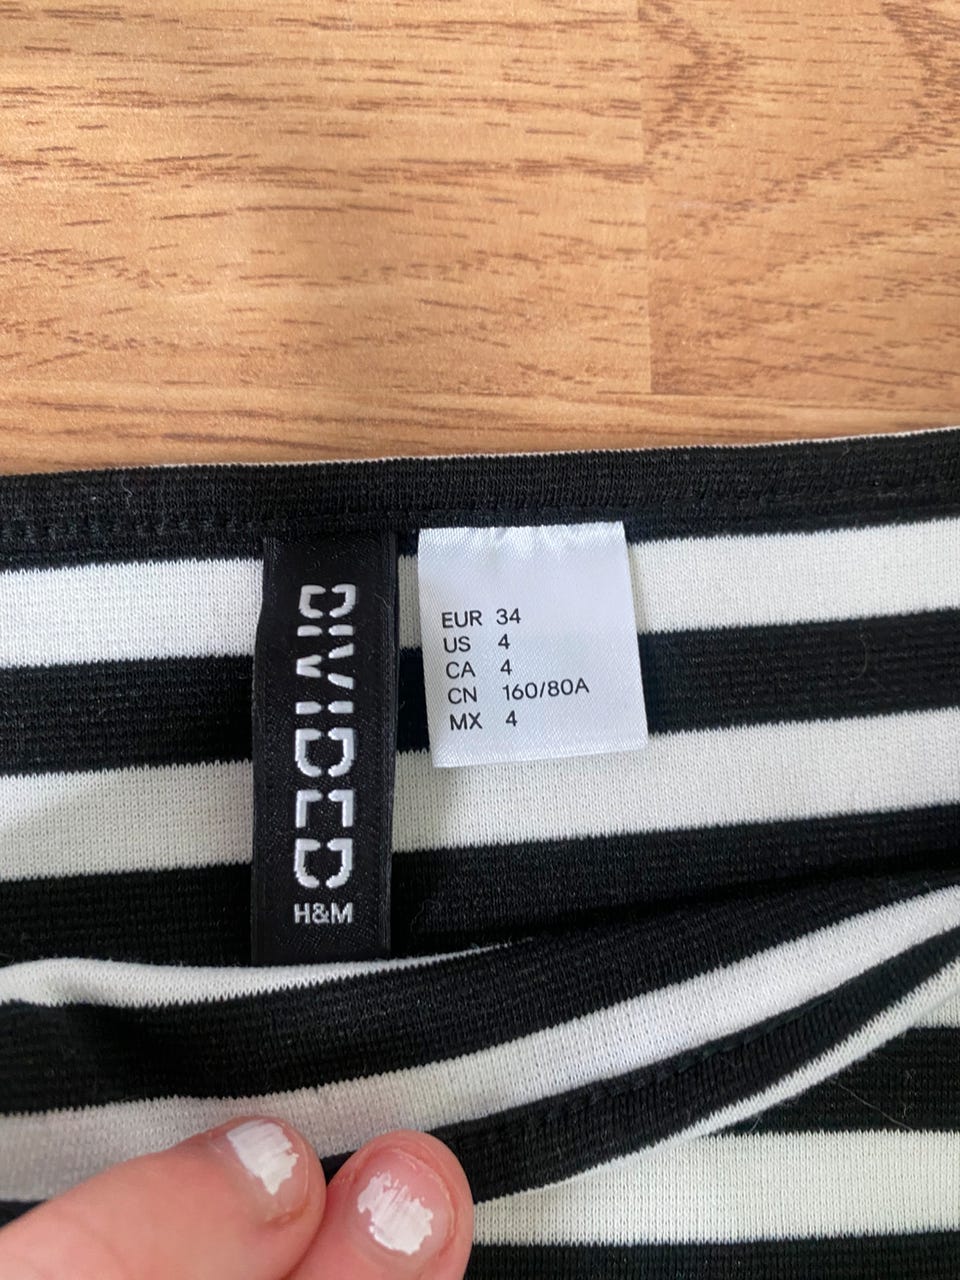 DIVIDED
H&M
EUR 34
US 4
CA 4
CN 160/80A
MX 4